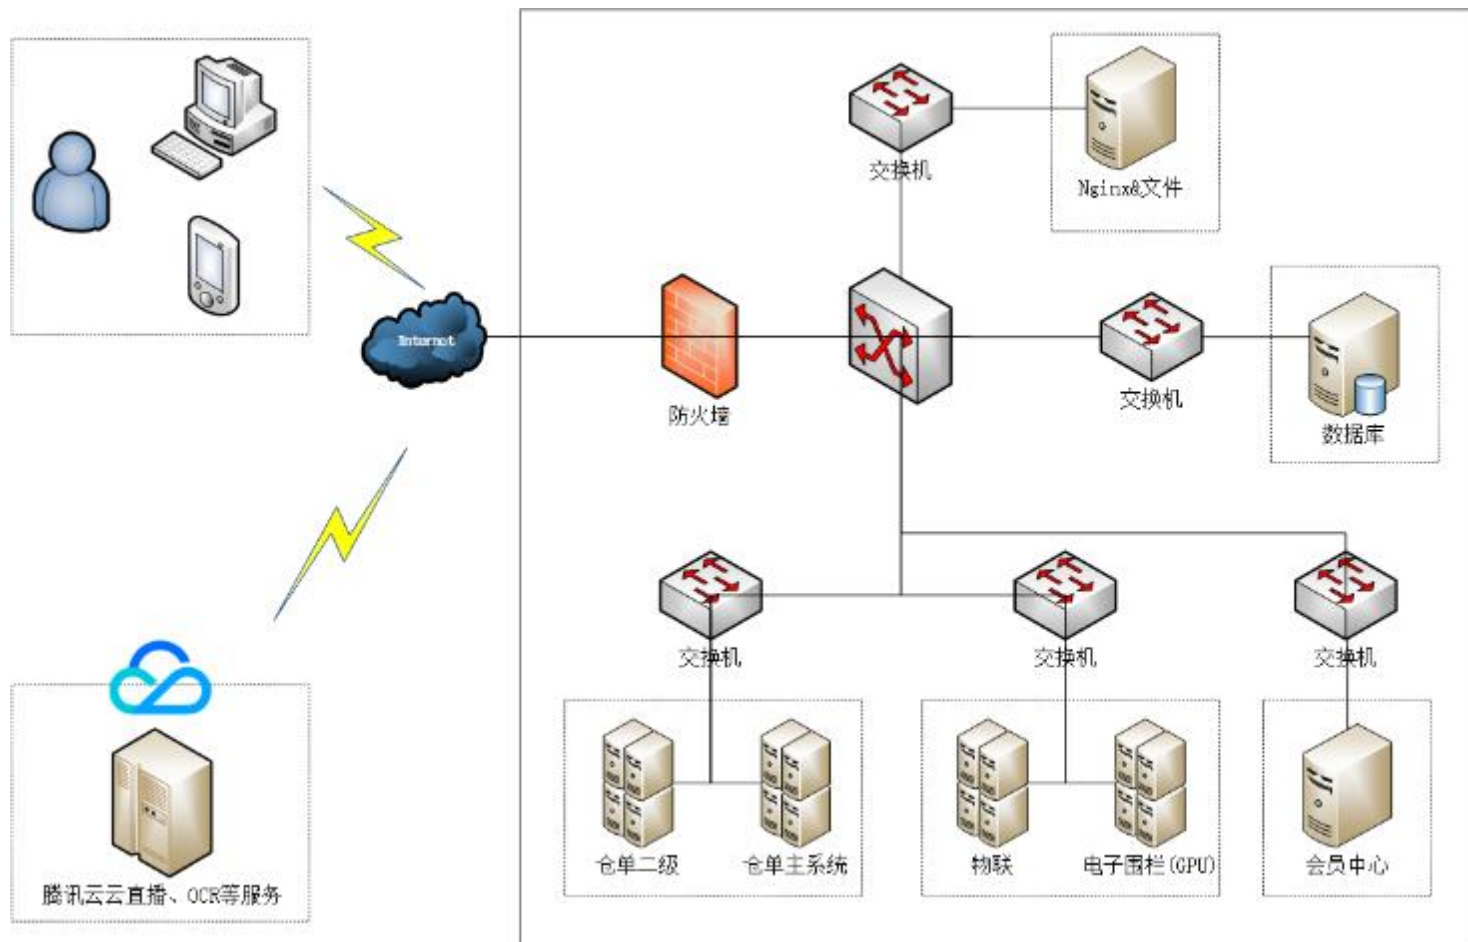 交换机
Nginx&文件
Internet
防火墙
交换机
数据库
交换机
交换机
交换机
仓单二级
仓单主系统
物联
电子围栏(GPU)
会员中心
腾讯云云直播、OCR等服务